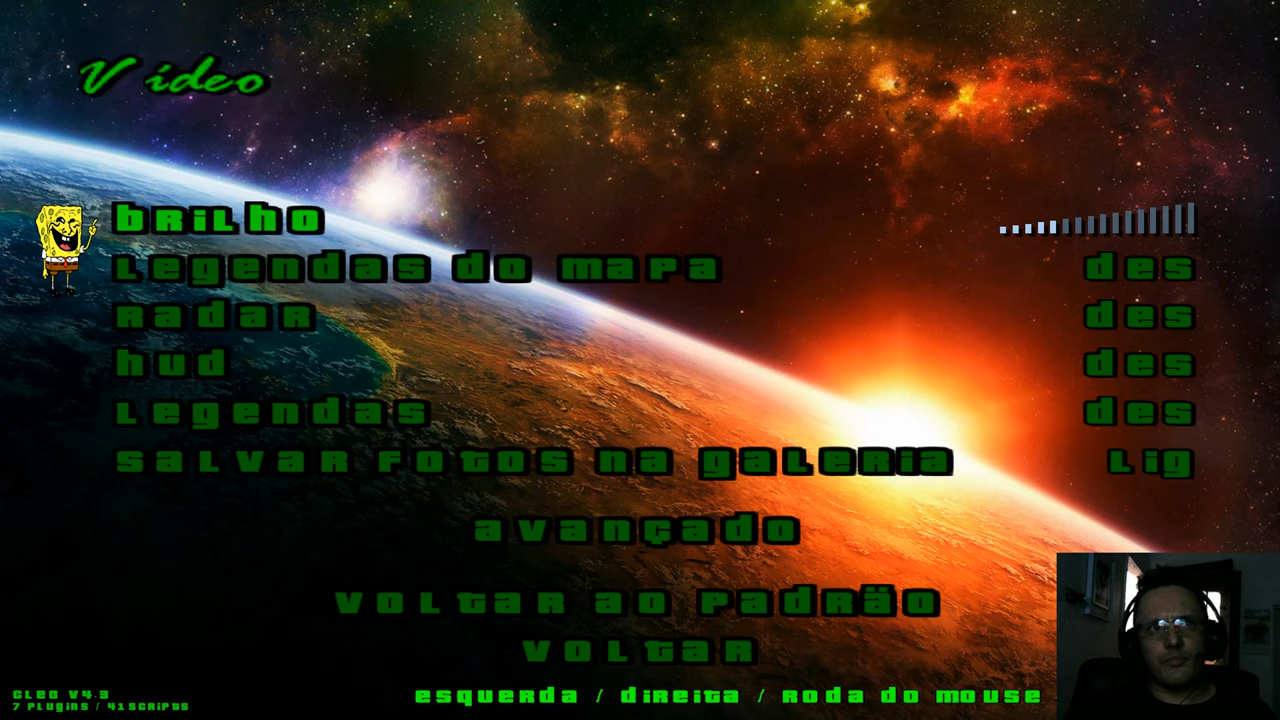 Vídeo
brilho
Legendas do mapa des
Radar des
hud des
Legendas des
Salvar fotos na galeria Lig
avançado
Voltar ao padrão
Voltar
esquerda / direita / Roda do mouse
CLEO v4.3
7 plugins / 41 scripts